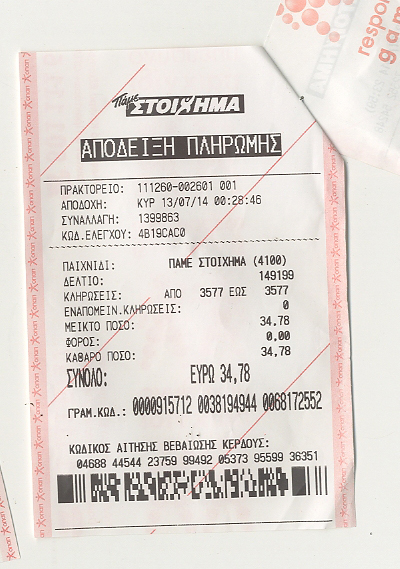 respon
gam
Πάμε ΣΤΟΙΧΗΜΑ
ΑΠΟΔΕΙΞΗ ΠΛΗΡΩΜΗΣ
ΠΡΑΚΤΟΡΕΙΟ: 111260-002601 001
ΑΠΟΔΟΧΗ: ΚΥΡ 13/07/14 00:28:46
ΣΥΝΑΛΛΑΓΗ: 1399863
ΚΩΔ.ΕΛΕΓΧΟΥ: 4B19CAC0
ΠΑΙΧΝΙΔΙ: ΠΑΜΕ ΣΤΟΙΧΗΜΑ (4100)
ΔΕΛΤΙΟ: 149199
ΚΛΗΡΩΣΕΙΣ: ΑΠΟ 3577 ΕΩΣ 3577
ΕΝΑΠΟΜΕΙΝ.ΚΛΗΡΩΣΕΙΣ: 0
ΜΕΙΚΤΟ ΠΟΣΟ: 34.78
ΦΟΡΟΣ: 0.00
ΚΑΘΑΡΟ ΠΟΣΟ: 34,78
ΣΥΝΟΛΟ: ΕΥΡΩ 34,78
ΓΡΑΜ.ΚΩΔ.: 0000915712 0038194944 0068172552
ΚΩΔΙΚΟΣ ΑΙΤΗΣΗΣ ΒΕΒΑΙΩΣΗΣ ΚΕΡΔΟΥΣ:
04688 44544 23759 99492 05373 95599 36351